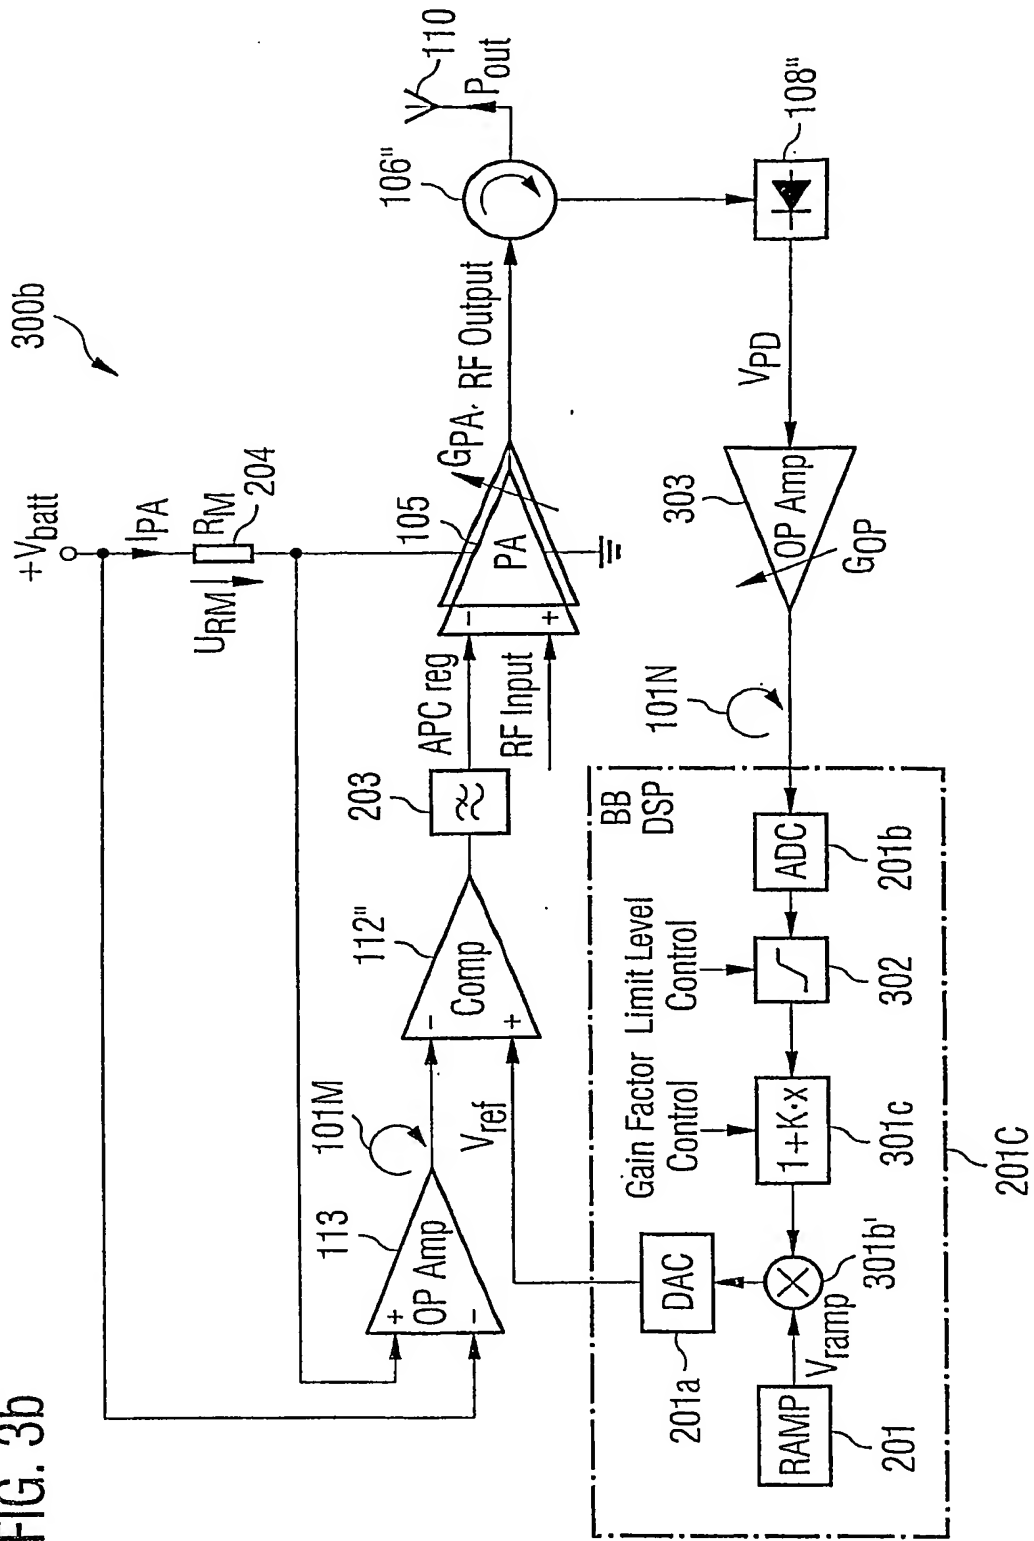 FIG. 3b
300b
+Vbatt
IPA
RM
204
URM
110
Pout
106"
GPA, RF Output
105
PA
-
+
APC reg
RF Input
203
112"
Comp
-
+
101M
Vref
113
OP Amp
+
-
108"
VPD
303
OP Amp
GOP
101N
BB
DSP
ADC
201b
Limit Level
Control
302
Gain Factor
Control
1+K·x
301c
301b'
DAC
201a
Vramp
RAMP
201
201C